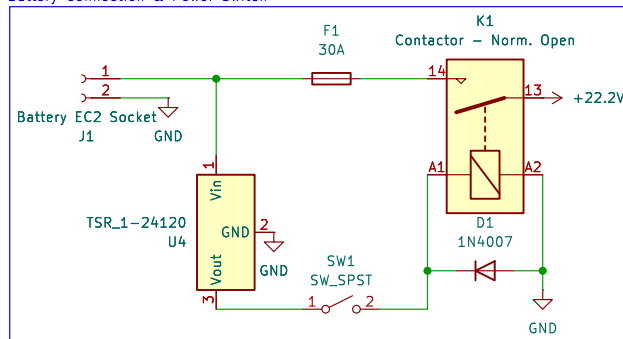 Battery Connection & Power Switch
K1
Contactor – Norm. Open
F1
30A
1
14
2
13
+22.2V
Battery EC2 Socket
J1
GND
1
Vin
A1
A2
TSR_1-24120
U4
GND
2
GND
D1
1N4007
Vout
3
SW1
SW_SPST
1
2
GND